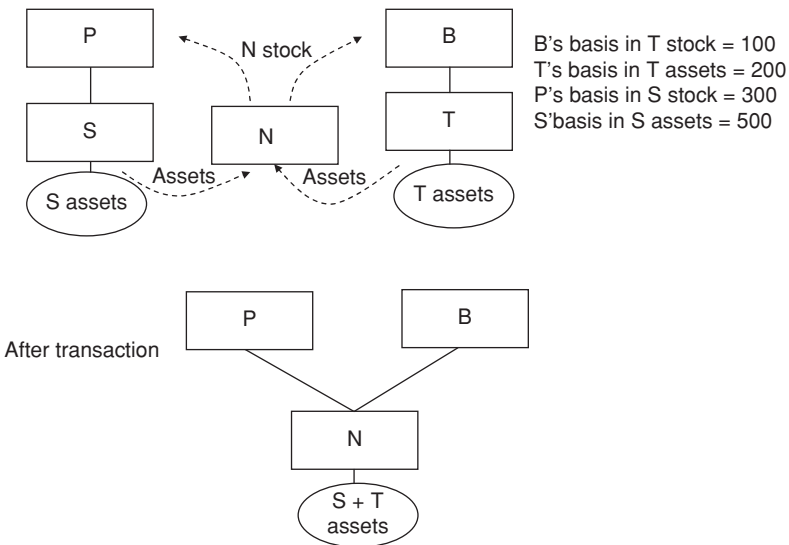 P
N stock
B
B's basis in T stock = 100
T's basis in T assets = 200
P's basis in S stock = 300
S'basis in S assets = 500
S
N
T
Assets
Assets
S assets
T assets
After transaction
P
B
N
S + T
assets